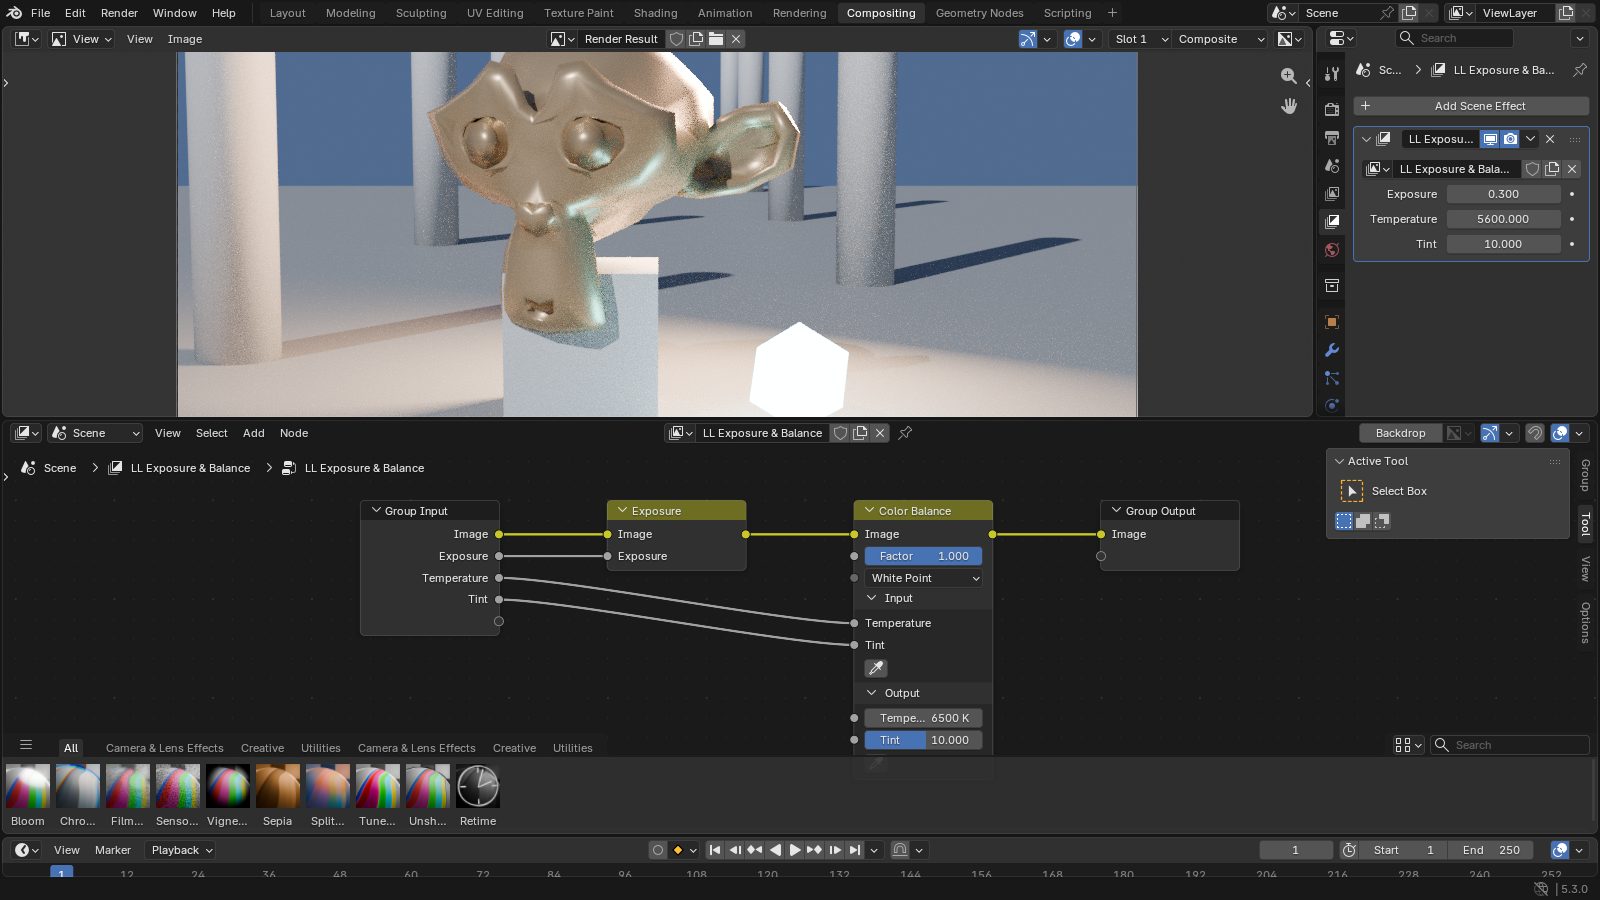 File Edit Render Window Help Layout Modeling Sculpting UV Editing Texture Paint Shading Animation Rendering Compositing Geometry Nodes Scripting Scene ViewLayer
View View Image Render Result Slot 1 Composite Search
Sc... LL Exposure & Ba...
Add Scene Effect
LL Exposu...
LL Exposure & Bala...
Exposure 0.300
Temperature 5600.000
Tint 10.000
Scene View Select Add Node LL Exposure & Balance Backdrop
Scene LL Exposure & Balance LL Exposure & Balance
Active Tool
Select Box
Group
Tool
View
Options
Group Input
Image
Exposure
Temperature
Tint
Exposure
Image
Exposure
Color Balance
Image
Factor 1.000
White Point
Input
Temperature
Tint
Output
Tempe... 6500 K
Tint 10.000
Group Output
Image
All Camera & Lens Effects Creative Utilities Camera & Lens Effects Creative Utilities Search
Bloom Chro... Film... Senso... Vigne... Sepia Split... Tune... Unsh... Retime
View Marker Playback 1 Start 1 End 250
1 12 24 36 48 60 72 84 96 108 120 132 144 156 168 180 192 204 216 228 240 252
5.3.0